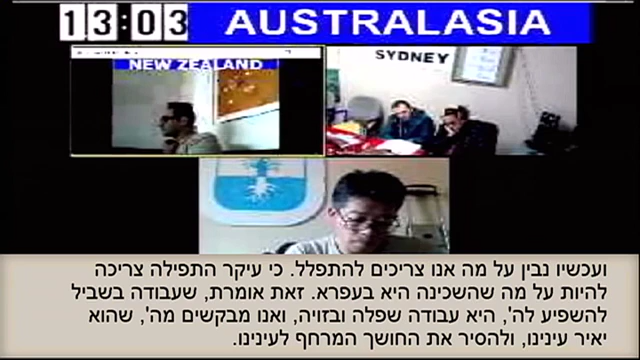 13:03 AUSTRALASIA
NEW ZEALAND
SYDNEY
ועכשיו נבין על מה אנו צריכים להתפלל. כי עיקר התפילה צריכה
להיות על מה שהשכינה היא בעפרא. זאת אומרת, שעבודה בשביל
להשפיע לה', היא עבודה שפלה ובזויה, ואנו מבקשים מה', שהוא
יאיר עינינו, ולהסיר את החושך המרחף לעינינו.